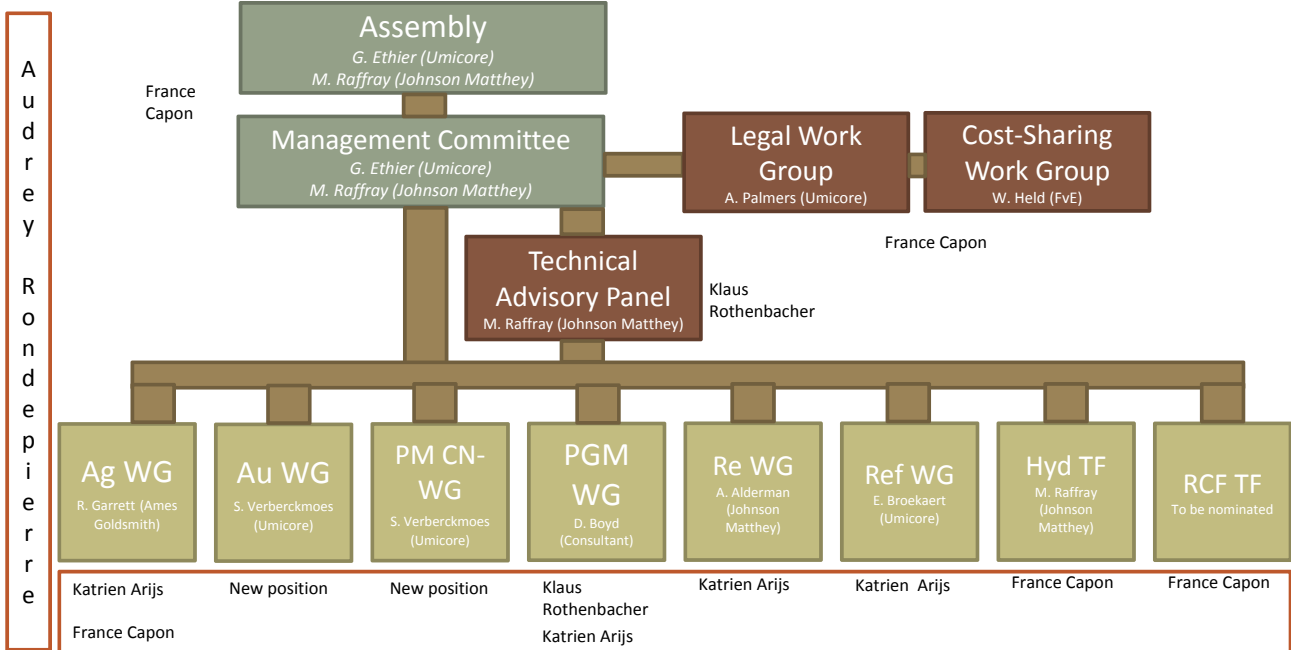 Audrey Rondepierrre
Assembly
G. Ethier (Umicore)
M. Raffray (Johnson Matthey)
France
Capon
Management Committee
G. Ethier (Umicore)
M. Raffray (Johnson Matthey)
Legal Work
Group
A. Palmers (Umicore)
Cost-Sharing
Work Group
W. Held (FvE)
France Capon
Technical
Advisory Panel
M. Raffray (Johnson Matthey)
Klaus
Rothenbacher
Ag WG
R. Garrett (Ames
Goldsmith)
Au WG
S. Verberckmoes
(Umicore)
PM CN-
WG
S. Verberckmoes
(Umicore)
PGM
WG
D. Boyd
(Consultant)
Re WG
A. Alderman
(Johnson
Matthey)
Ref WG
E. Broekaert
(Umicore)
Hyd TF
M. Raffray
(Johnson
Matthey)
RCF TF
To be nominated
Katrien Arijs
France Capon
New position
New position
Klaus
Rothenbacher
Katrien Arijs
Katrien Arijs
Katrien Arijs
France Capon
France Capon